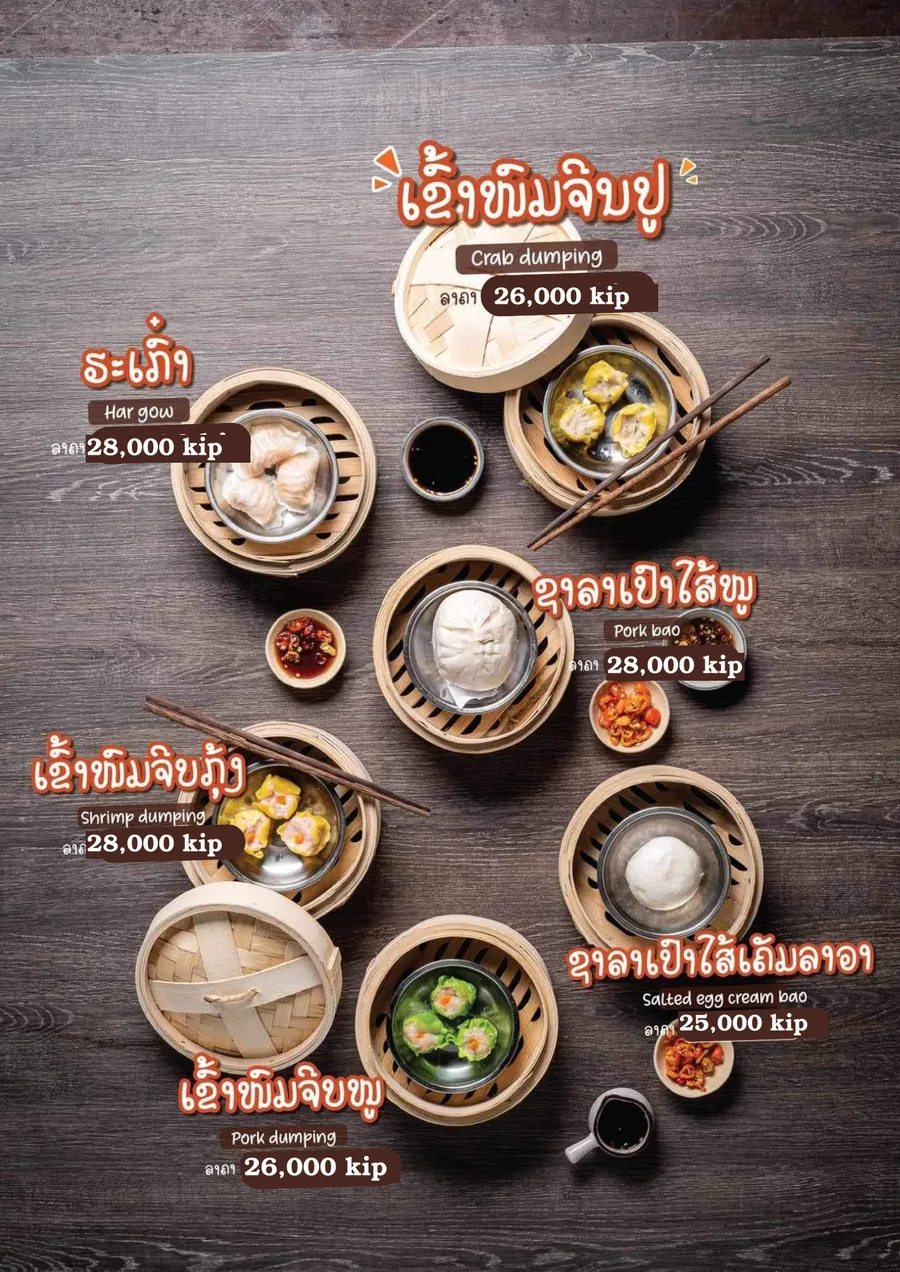 ເຂົ້າໜົມຈີບປູ
Crab dumping
ລາຄາ 26,000 kip
ຮະເກົ໋າ
Har gow
ລາຄາ 28,000 kip
ຊາລາເປົາໄສ້ໝູ
Pork bao
ລາຄາ 28,000 kip
ເຂົ້າໜົມຈີບກຸ້ງ
Shrimp dumping
ລາຄາ 28,000 kip
ຊາລາເປົາໄສ້ເຄັມລາວາ
Salted egg cream bao
ລາຄາ 25,000 kip
ເຂົ້າໜົມຈີບໝູ
Pork dumping
ລາຄາ 26,000 kip